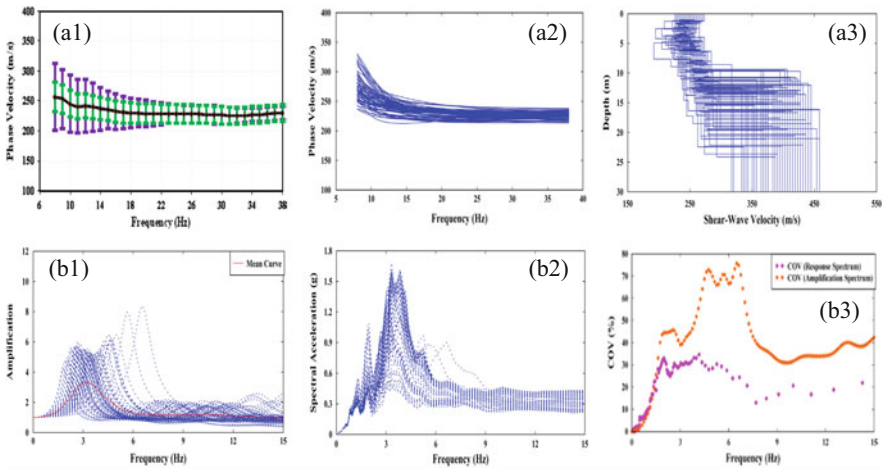 (a1)
Phase Velocity (m/s)
400
350
300
250
200
150
100
6 10 14 18 22 26 30 34 38
Frequency (Hz)
(a2)
Phase Velocity (m/s)
400
350
300
250
200
150
100
5 10 15 20 25 30 35 40
Frequency (Hz)
(a3)
Depth (m)
0
5
10
15
20
25
30
150 250 350 450 550
Shear-Wave Velocity (m/s)
(b1)
Mean Curve
Amplification
12
10
8
6
4
2
0
0 3 6 9 12 15
Frequency (Hz)
(b2)
Spectral Acceleration (g)
1.8
1.5
1.2
0.9
0.6
0.3
0
0 3 6 9 12 15
Frequency (Hz)
COV (Response Spectrum)
COV (Amplification Spectrum)
(b3)
COV (%)
80
70
60
50
40
30
20
10
0
0 3 6 9 12 15
Frequency (Hz)